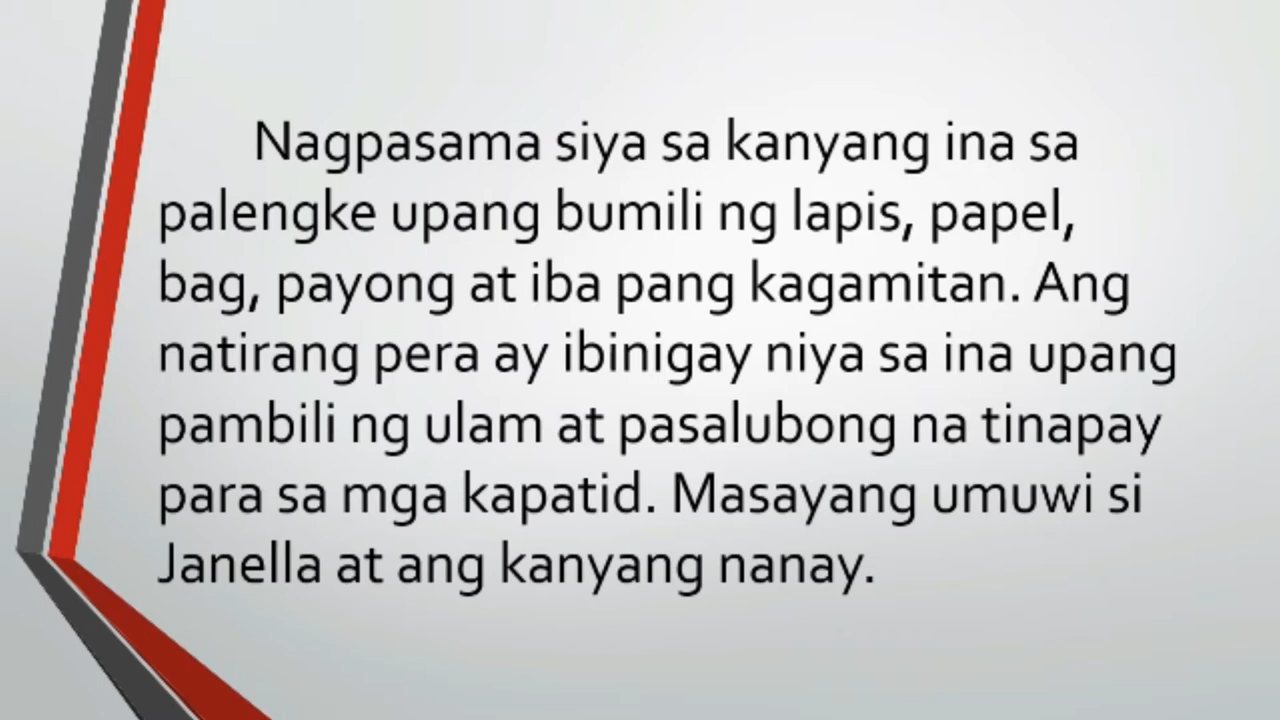 Nagpasama siya sa kanyang ina sa
palengke upang bumili ng lapis, papel,
bag, payong at iba pang kagamitan. Ang
natirang pera ay ibinigay niya sa ina upang
pambili ng ulam at pasalubong na tinapay
para sa mga kapatid. Masayang umuwi si
Janella at ang kanyang nanay.